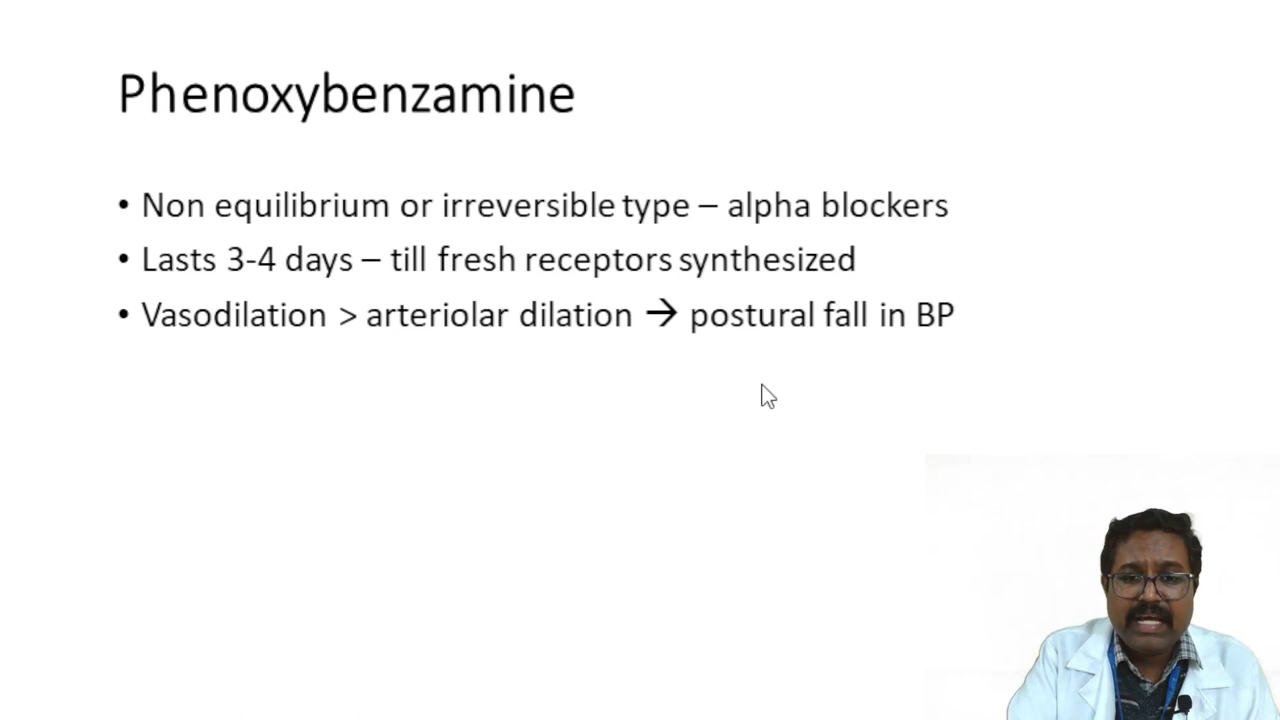 Phenoxybenzamine
• Non equilibrium or irreversible type – alpha blockers
• Lasts 3-4 days – till fresh receptors synthesized
• Vasodilation > arteriolar dilation → postural fall in BP